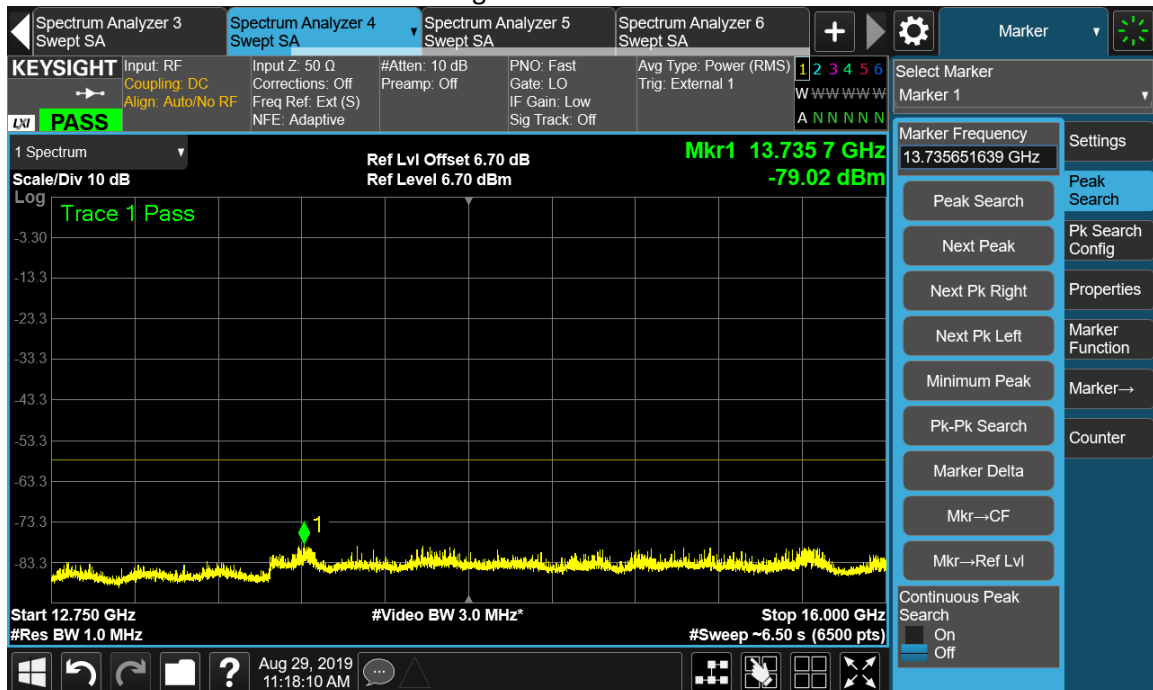 Spectrum Analyzer 3
Swept SA
Spectrum Analyzer 4
Swept SA
Spectrum Analyzer 5
Swept SA
Spectrum Analyzer 6
Swept SA
+
Marker
KEYSIGHT
LXI
PASS
Input: RF
Coupling: DC
Align: Auto/No RF
Input Z: 50 Ω
Corrections: Off
Freq Ref: Ext (S)
NFE: Adaptive
#Atten: 10 dB
Preamp: Off
PNO: Fast
Gate: LO
IF Gain: Low
Sig Track: Off
Avg Type: Power (RMS)
Trig: External 1
1 2 3 4 5 6
W W W W W W
A N N N N N
Select Marker
Marker 1
1 Spectrum
Scale/Div 10 dB
Ref Lvl Offset 6.70 dB
Ref Level 6.70 dBm
Mkr1 13.735 7 GHz
-79.02 dBm
Log
Trace 1 Pass
-3.30
-13.3
-23.3
-33.3
-43.3
-53.3
-63.3
-73.3
-83.3
1
Start 12.750 GHz
#Res BW 1.0 MHz
#Video BW 3.0 MHz*
Stop 16.000 GHz
#Sweep ~6.50 s (6500 pts)
Marker Frequency
13.735651639 GHz
Peak Search
Next Peak
Next Pk Right
Next Pk Left
Minimum Peak
Pk-Pk Search
Marker Delta
Mkr→CF
Mkr→Ref Lvl
Continuous Peak
Search
On
Off
Settings
Peak
Search
Pk Search
Config
Properties
Marker
Function
Marker→
Counter
?
Aug 29, 2019
11:18:10 AM